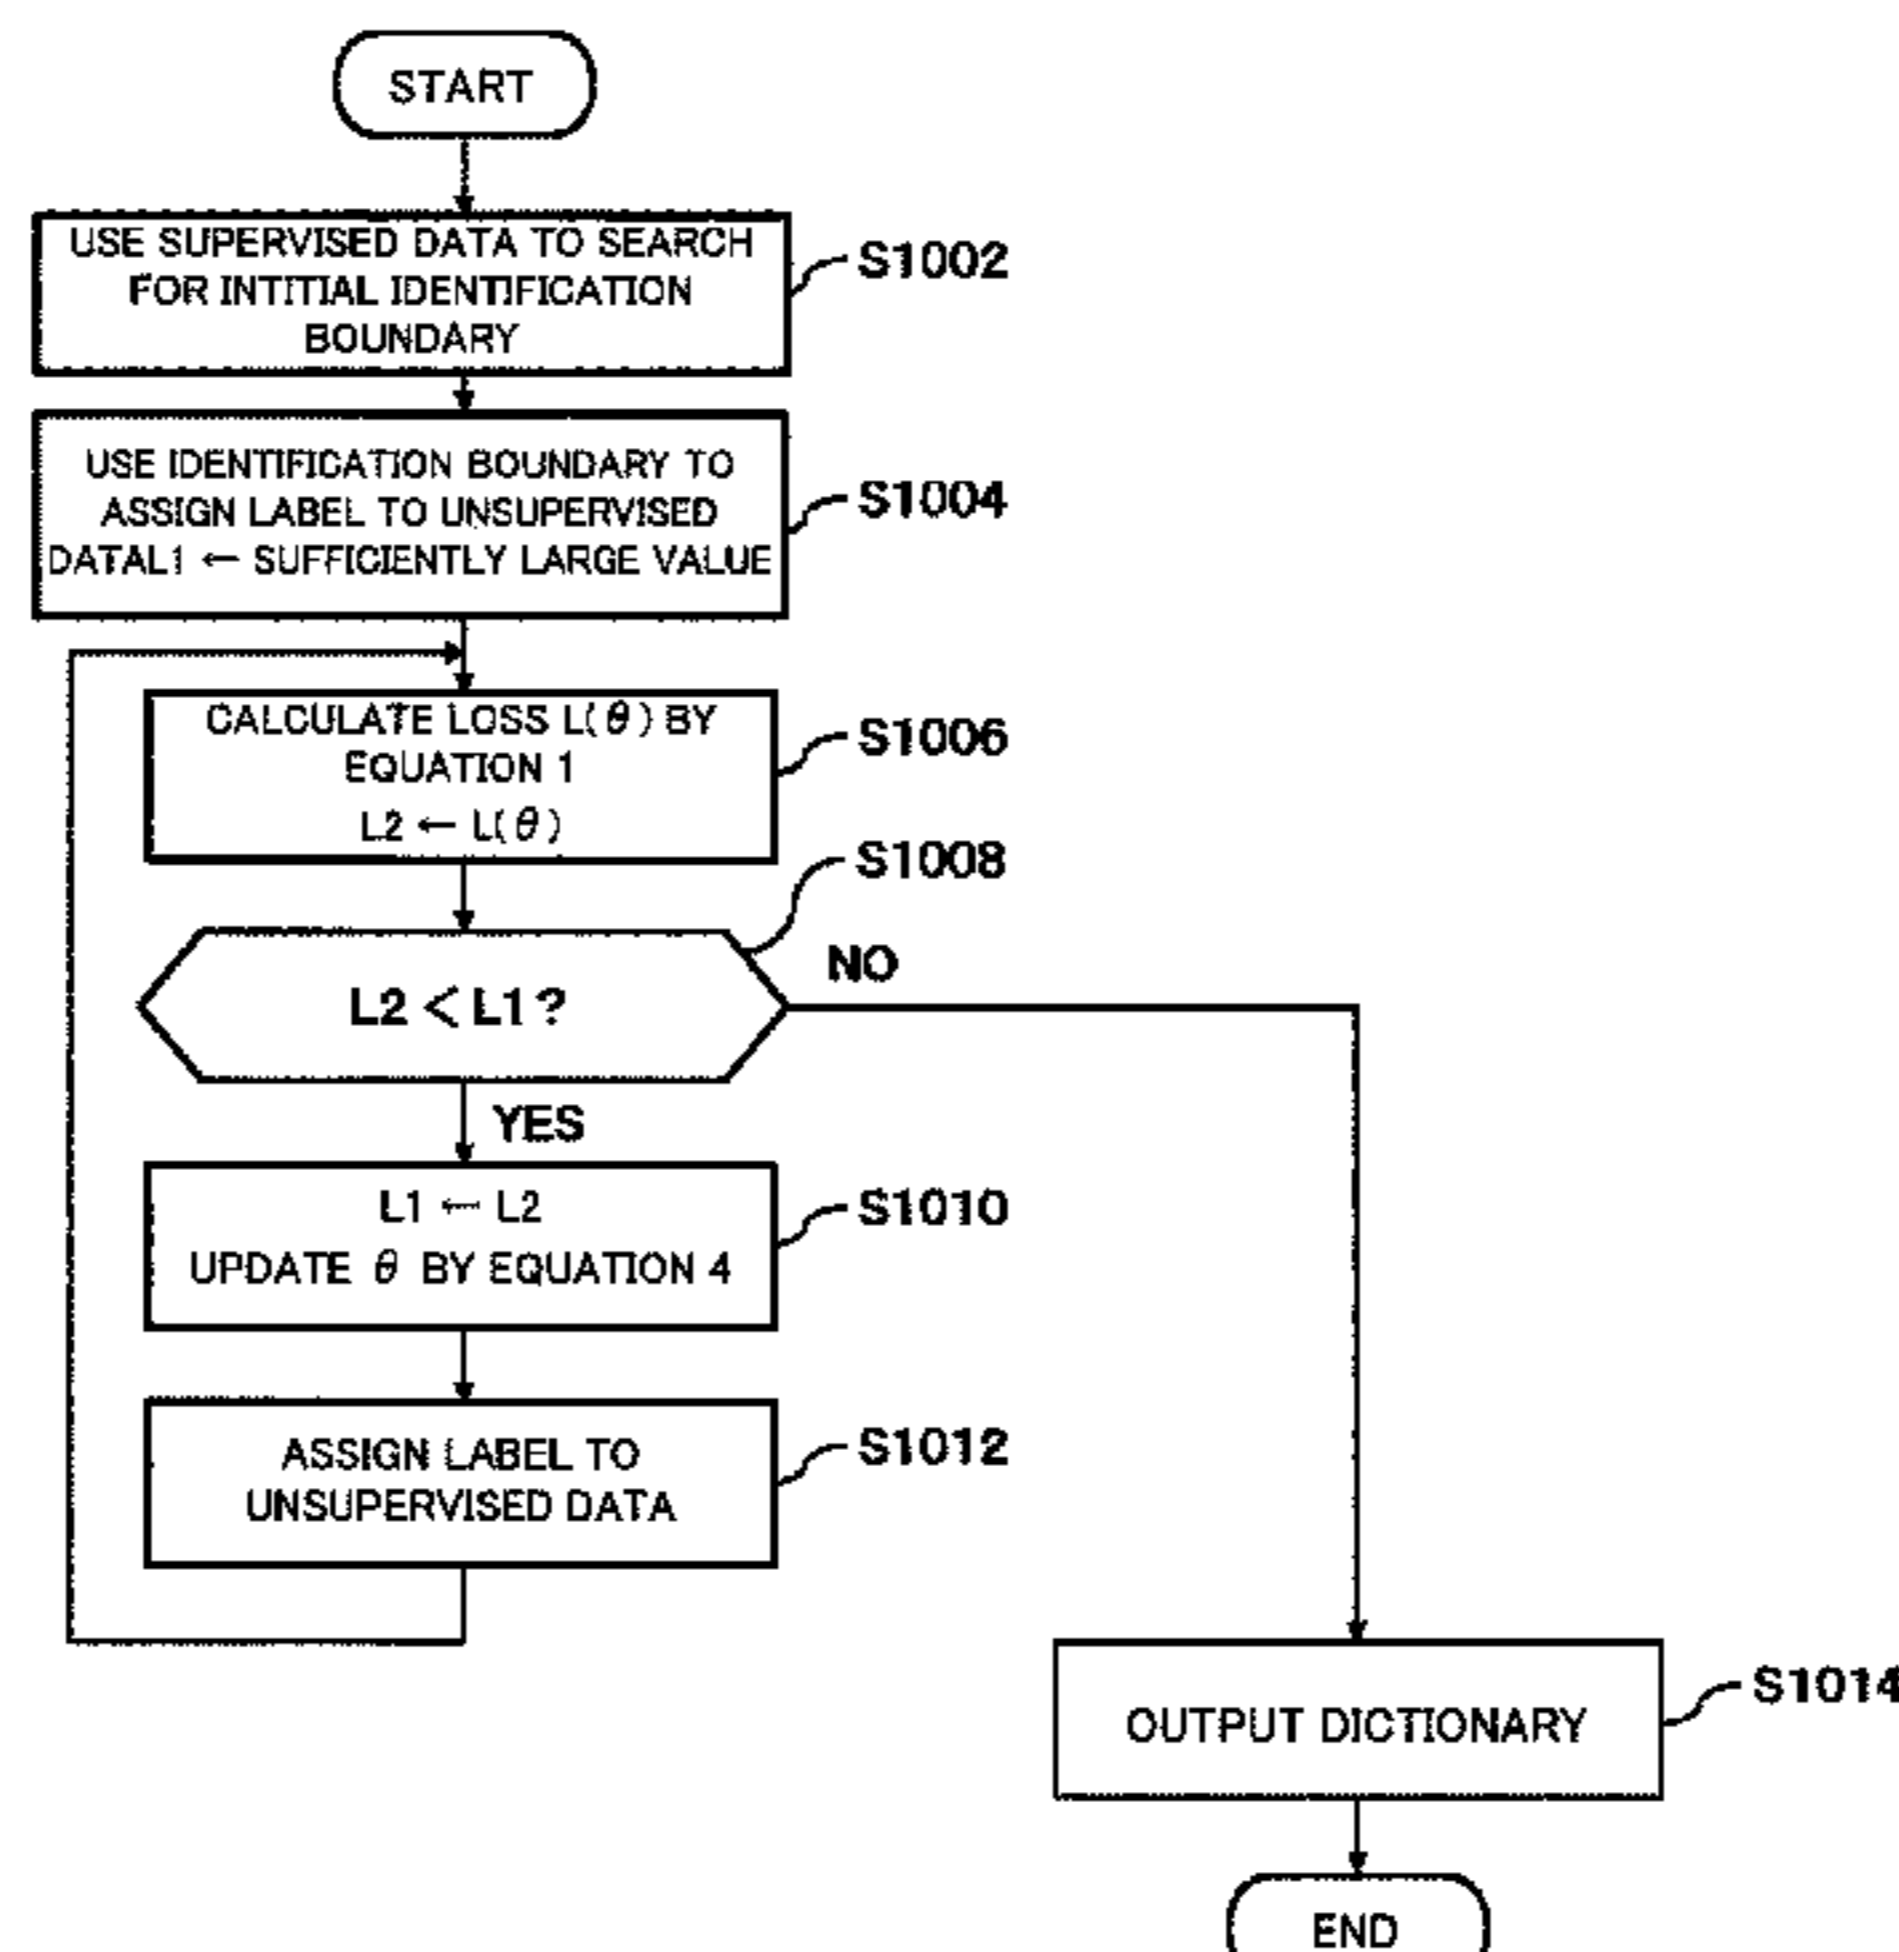 START
USE SUPERVISED DATA TO SEARCH
FOR INTITIAL IDENTIFICATION
BOUNDARY
S1002
USE IDENTIFICATION BOUNDARY TO
ASSIGN LABEL TO UNSUPERVISED
DATAL1 ← SUFFICIENTLY LARGE VALUE
S1004
CALCULATE LOSS L(θ) BY
EQUATION 1
L2 ← L(θ)
S1006
S1008
L2 < L1?
NO
YES
L1 ← L2
UPDATE θ BY EQUATION 4
S1010
ASSIGN LABEL TO
UNSUPERVISED DATA
S1012
OUTPUT DICTIONARY
S1014
END